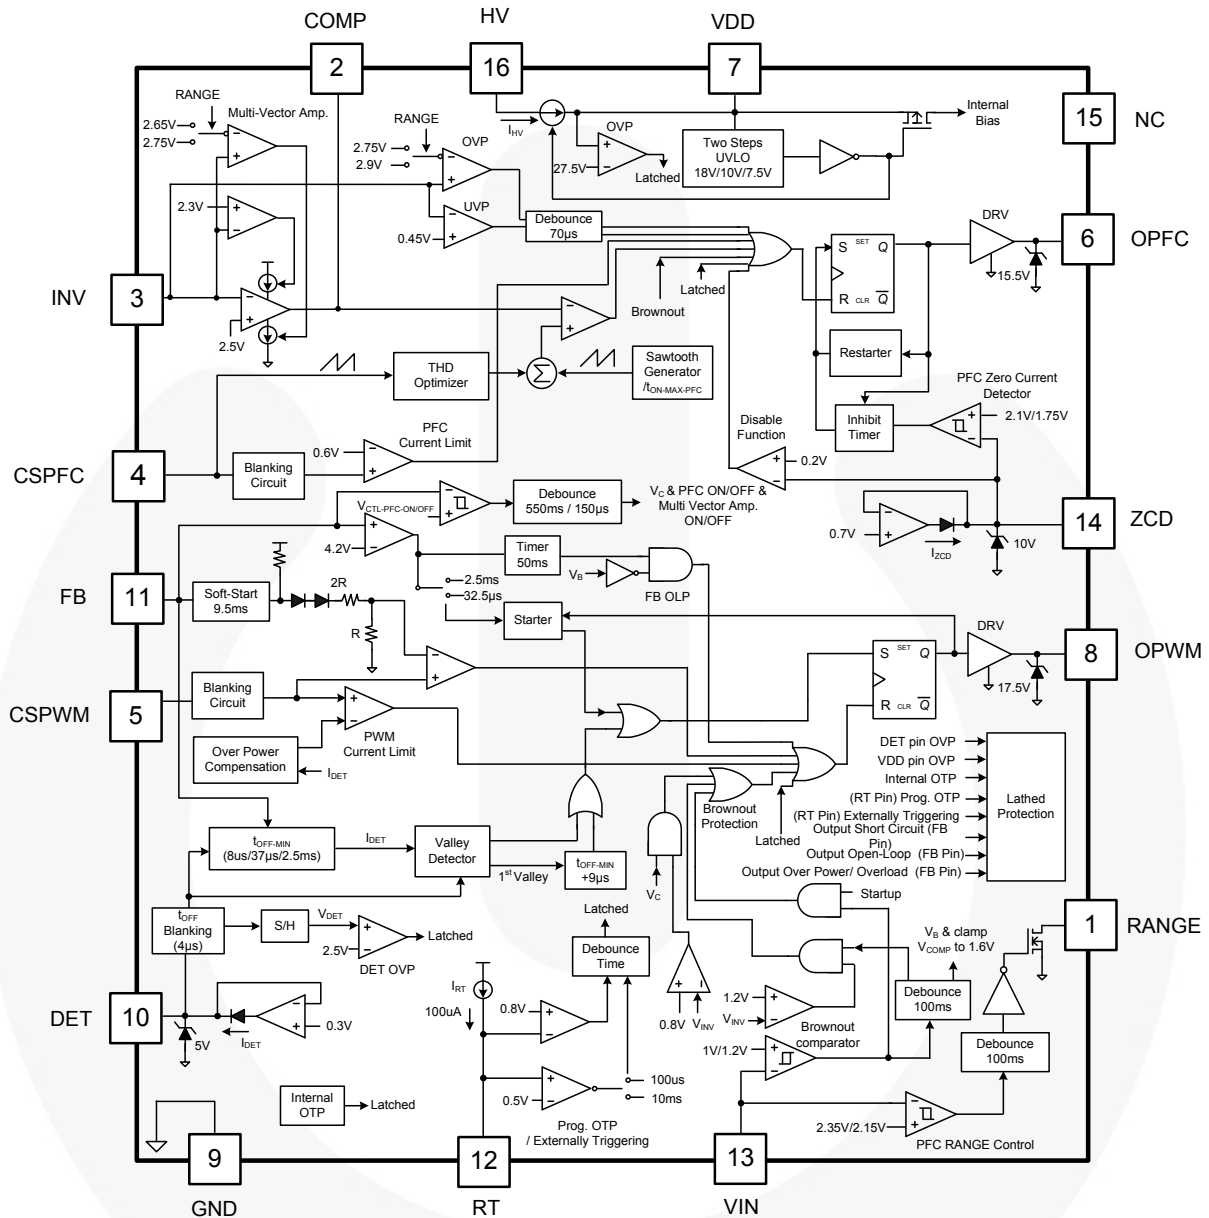 COMP
HV
VDD
2
16
7
RANGE
Multi-Vector Amp.
2.65V
2.75V
RANGE
OVP
2.75V
2.9V
IHV
OVP
27.5V
Latched
Two Steps
UVLO
18V/10V/7.5V
Internal
Bias
15
NC
2.3V
UVP
0.45V
Debounce
70µs
S
SET
Q
R
CLR
Q
DRV
15.5V
6
OPFC
INV
3
2.5V
Latched
Brownout
Restarter
THD
Optimizer
Σ
Sawtooth
Generator
/tON-MAX-PFC
PFC Zero Current
Detector
2.1V/1.75V
Inhibit
Timer
Disable
Function
0.2V
PFC
Current Limit
0.6V
CSPFC
4
Blanking
Circuit
VCTL-PFC-ON/OFF
Debounce
550ms / 150µs
VC & PFC ON/OFF &
Multi Vector Amp.
ON/OFF
0.7V
IZCD
10V
14
ZCD
4.2V
Timer
50ms
VB
FB OLP
FB
11
Soft-Start
9.5ms
2R
R
2.5ms
32.5µs
Starter
S
SET
Q
R
CLR
Q
DRV
17.5V
8
OPWM
CSPWM
5
Blanking
Circuit
Over Power
Compensation
IDET
PWM
Current Limit
DET pin OVP
VDD pin OVP
Internal OTP
(RT Pin) Prog. OTP
(RT Pin) Externally Triggering
Output Short Circuit (FB
Pin)
Output Open-Loop (FB Pin)
Output Over Power/ Overload (FB Pin)
Lathed
Protection
Brownout
Protection
Latched
tOFF-MIN
(8us/37µs/2.5ms)
IDET
Valley
Detector
1st Valley
tOFF-MIN
+9µs
VC
Startup
tOFF
Blanking
(4µs)
S/H
VDET
2.5V
Latched
DET OVP
Latched
Debounce
Time
0.8V
VINV
1.2V
VINV
Brownout
comparator
1V/1.2V
VB & clamp
VCOMP to 1.6V
Debounce
100ms
1
RANGE
DET
10
5V
IDET
0.3V
IRT
100uA
0.8V
0.5V
100us
10ms
Prog. OTP
/ Externally Triggering
Debounce
100ms
2.35V/2.15V
PFC RANGE Control
Internal
OTP
Latched
9
12
13
GND
RT
VIN
+
−